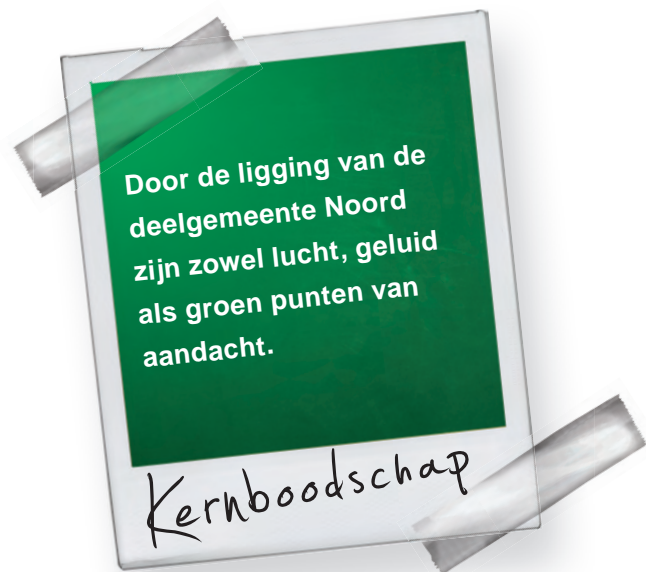 Door de ligging van de
deelgemeente Noord
zijn zowel lucht, geluid
als groen punten van
aandacht.
Kernboodschap